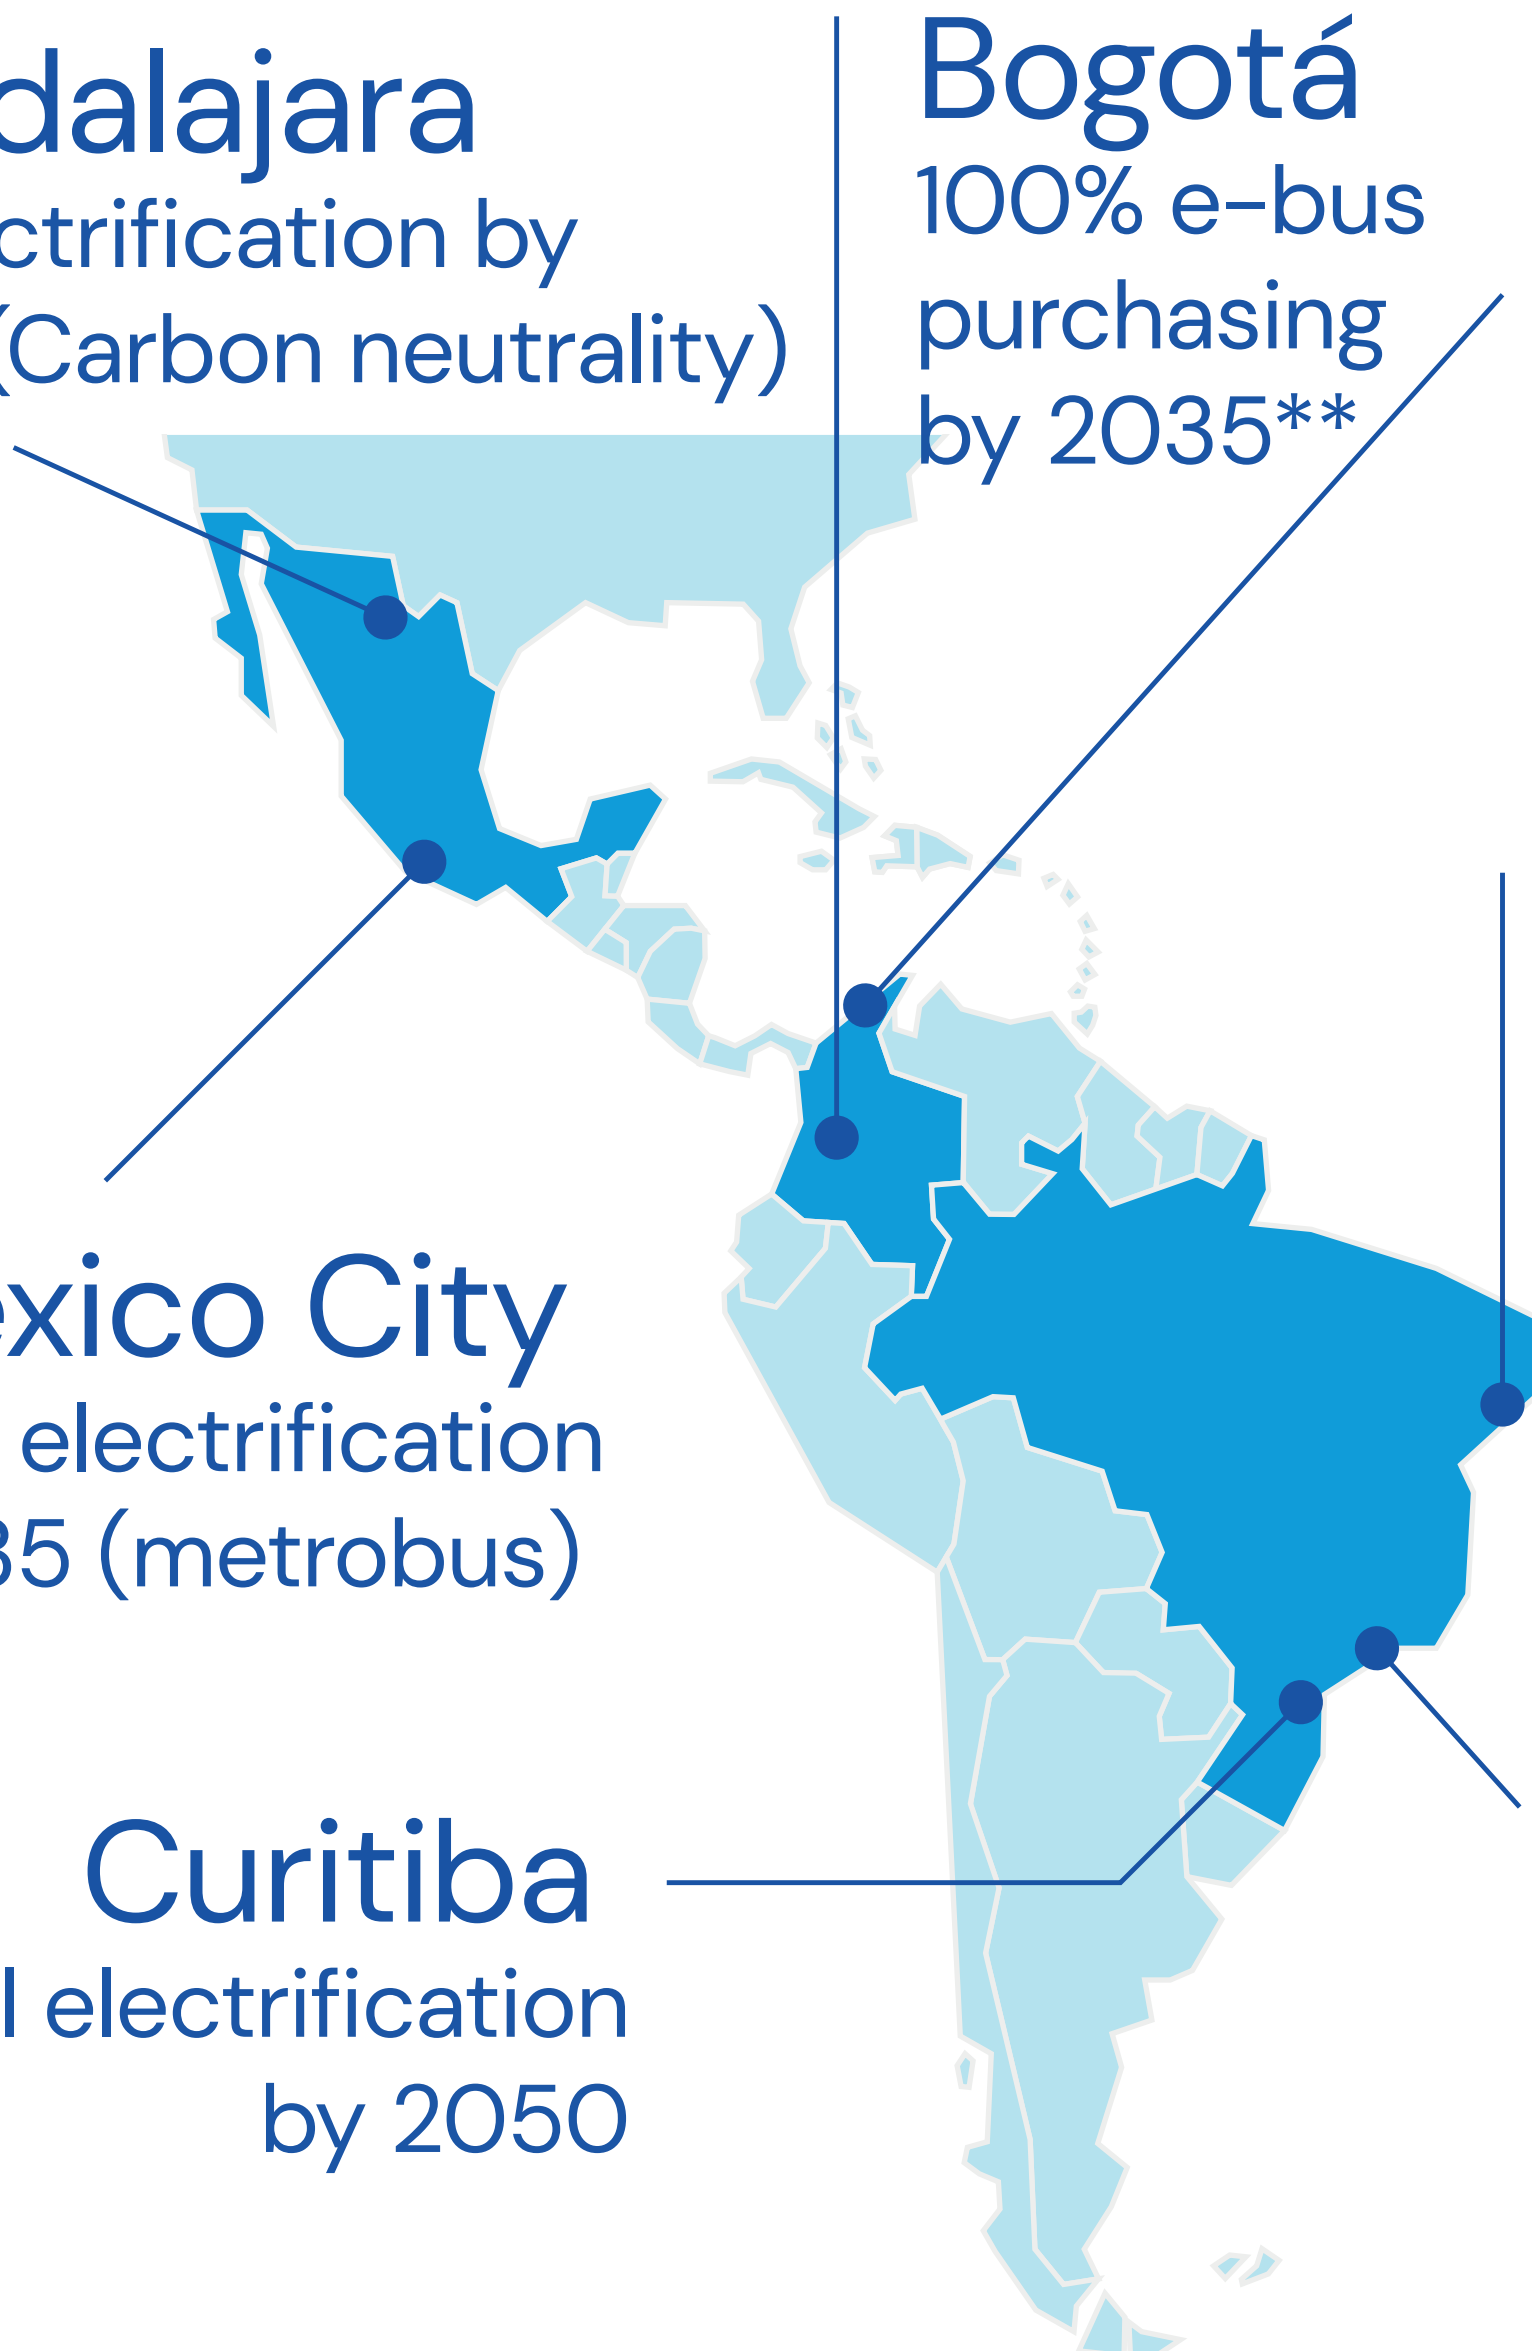 dalajara
ctrification by
(Carbon neutrality)
Bogotá
100% e-bus
purchasing
by 2035**
exico City
electrification
35 (metrobus)
Curitiba
l electrification
by 2050